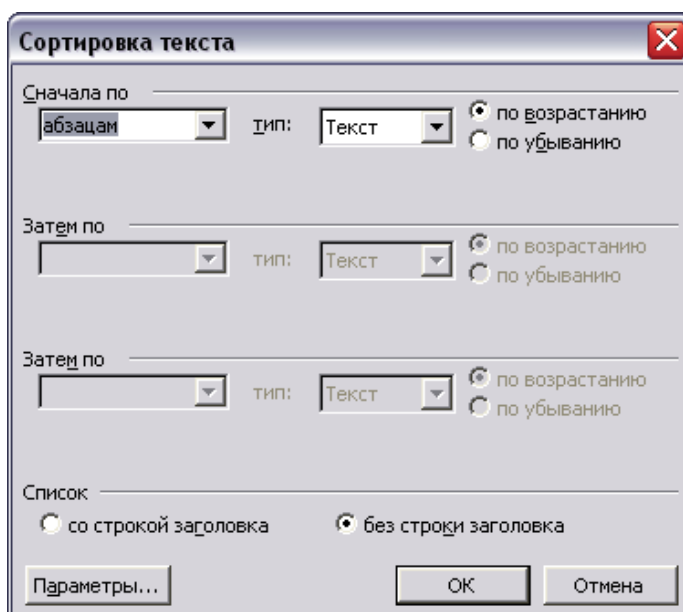 Сортировка текста
Сначала по
абзацам тип: Текст по возрастанию
по убыванию
Затем по
тип: Текст по возрастанию
по убыванию
Затем по
тип: Текст по возрастанию
по убыванию
Список
со строкой заголовка без строки заголовка
Параметры... ОК Отмена